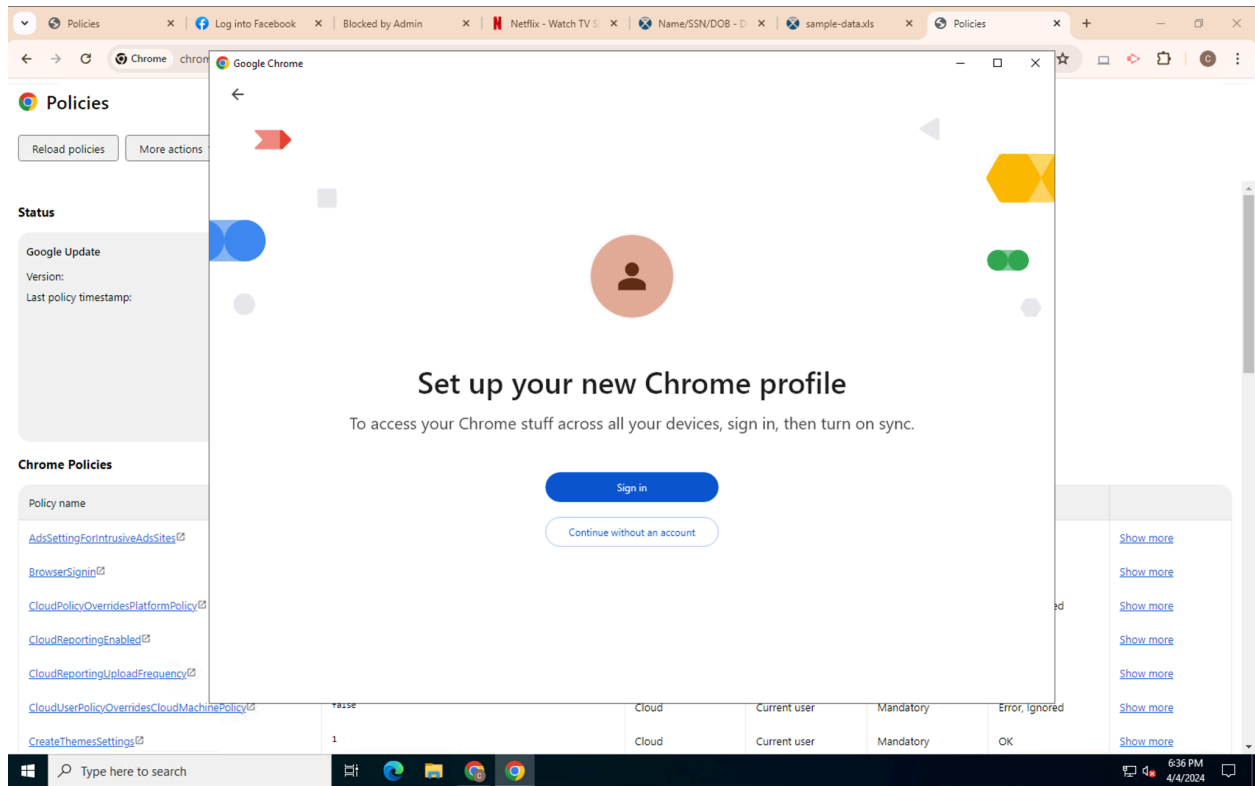 Policies
Log into Facebook
Blocked by Admin
Netflix - Watch TV S
Name/SSN/DOB - D
sample-data.xls
Policies
Chrome
chrom
C
Google Chrome
Policies
Reload policies
More actions
Status
Google Update
Version:
Last policy timestamp:
Set up your new Chrome profile
To access your Chrome stuff across all your devices, sign in, then turn on sync.
Sign in
Continue without an account
Chrome Policies
Policy name
AdsSettingForIntrusiveAdsSites Show more
BrowserSignin Show more
CloudPolicyOverridesPlatformPolicy ed Show more
CloudReportingEnabled Show more
CloudReportingUploadFrequency Show more
CloudUserPolicyOverridesCloudMachinePolicy false Cloud Current user Mandatory Error, Ignored Show more
CreateThemesSettings 1 Cloud Current user Mandatory OK Show more
Type here to search
6:36 PM
4/4/2024